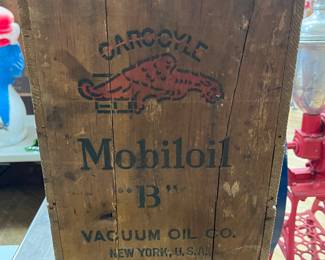 GARGOYLE
Mobiloil
"B"
VACUUM OIL CO.
NEW YORK, U.S.A.